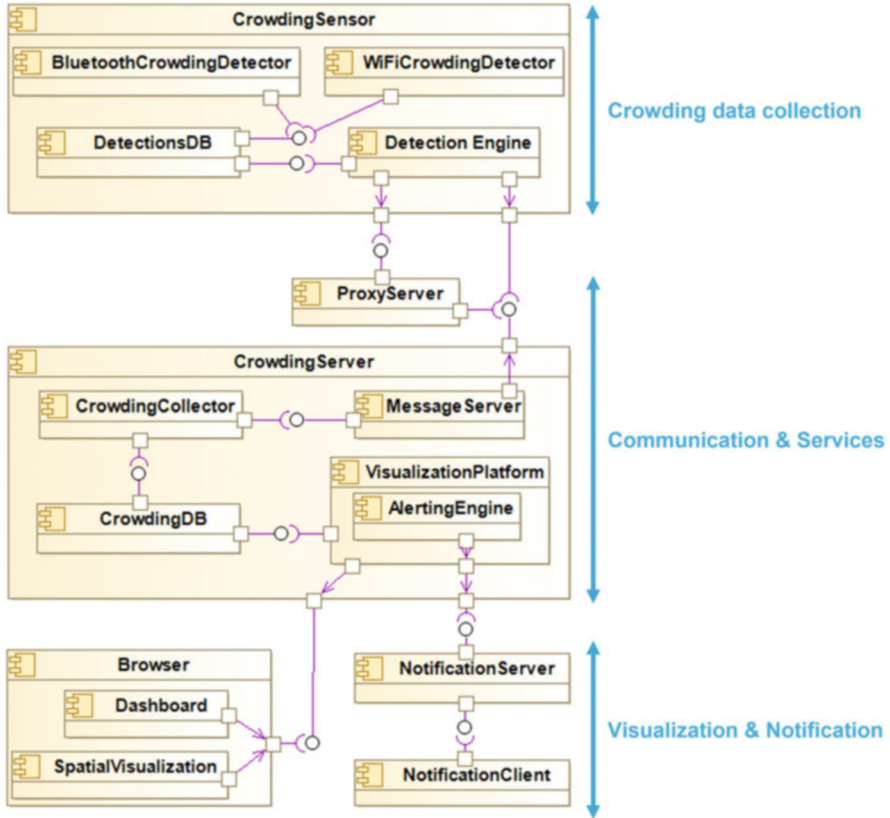 CrowdingSensor
BluetoothCrowdingDetector
WiFiCrowdingDetector
DetectionsDB
Detection Engine
Crowding data collection
ProxyServer
CrowdingServer
CrowdingCollector
MessageServer
Communication & Services
VisualizationPlatform
AlertingEngine
CrowdingDB
Browser
NotificationServer
Dashboard
Visualization & Notification
SpatialVisualization
NotificationClient